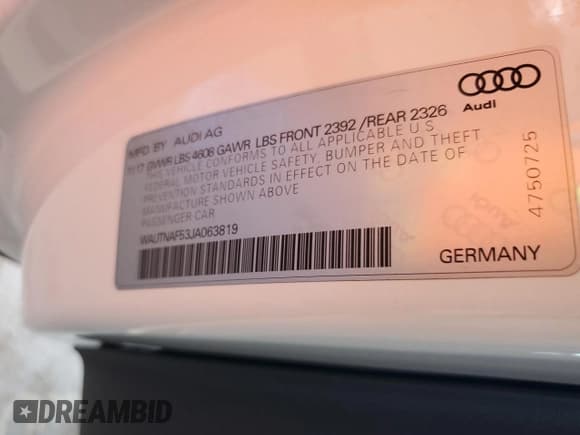 MFD. BY AUDI AG
11/17 GVWR LBS 4608 GAWR LBS FRONT 2392 /REAR 2326
THIS VEHICLE CONFORMS TO ALL APPLICABLE U.S.
FEDERAL MOTOR VEHICLE SAFETY, BUMPER AND THEFT
PREVENTION STANDARDS IN EFFECT ON THE DATE OF
MANUFACTURE SHOWN ABOVE
PASSENGER CAR
WAUTNAF53JA063819
GERMANY
Audi
4750725
DREAMBID